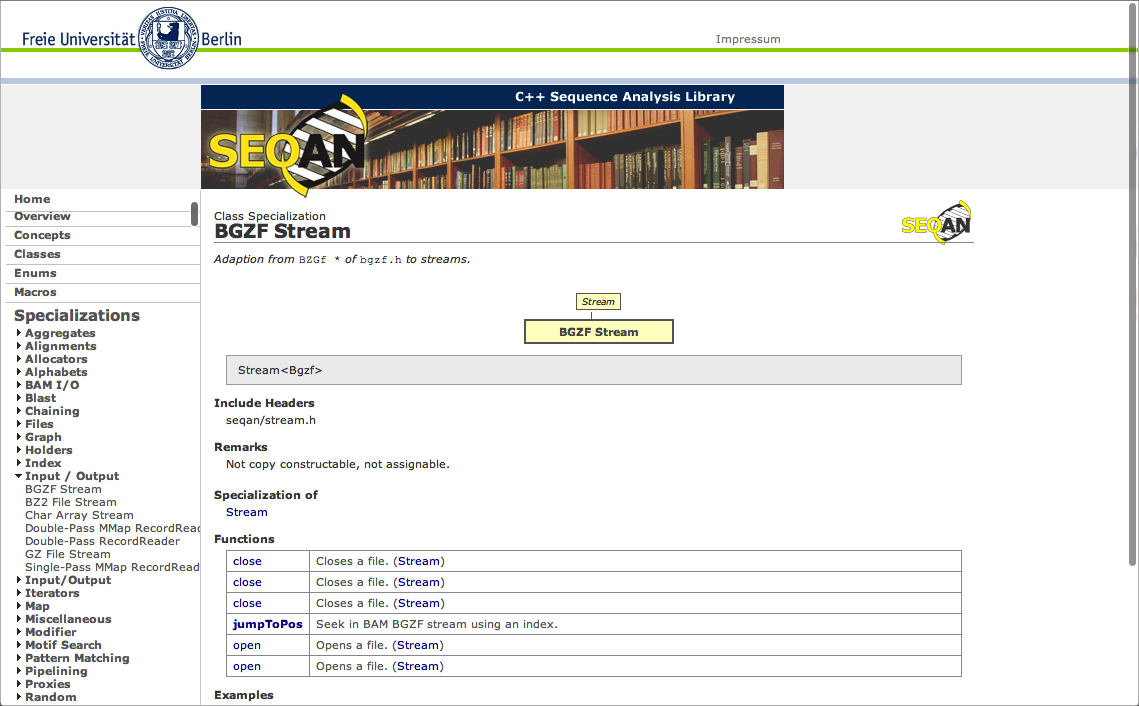 Freie Universität Berlin
Impressum
C++ Sequence Analysis Library
SEQAN
Home
Overview
Concepts
Classes
Enums
Macros
Specializations
Aggregates
Alignments
Allocators
Alphabets
BAM I/O
Blast
Chaining
Files
Graph
Holders
Index
Input / Output
BGZF Stream
BZ2 File Stream
Char Array Stream
Double-Pass MMap RecordRead
Double-Pass RecordReader
GZ File Stream
Single-Pass MMap RecordRead
Input/Output
Iterators
Map
Miscellaneous
Modifier
Motif Search
Pattern Matching
Pipelining
Proxies
Random
Class Specialization
BGZF Stream
SEQAN
Adaption from BZGf * of bgzf.h to streams.
Stream
BGZF Stream
Stream<Bgzf>
Include Headers
seqan/stream.h
Remarks
Not copy constructable, not assignable.
Specialization of
Stream
Functions
close Closes a file. (Stream)
close Closes a file. (Stream)
close Closes a file. (Stream)
jumpToPos Seek in BAM BGZF stream using an index.
open Opens a file. (Stream)
open Opens a file. (Stream)
Examples